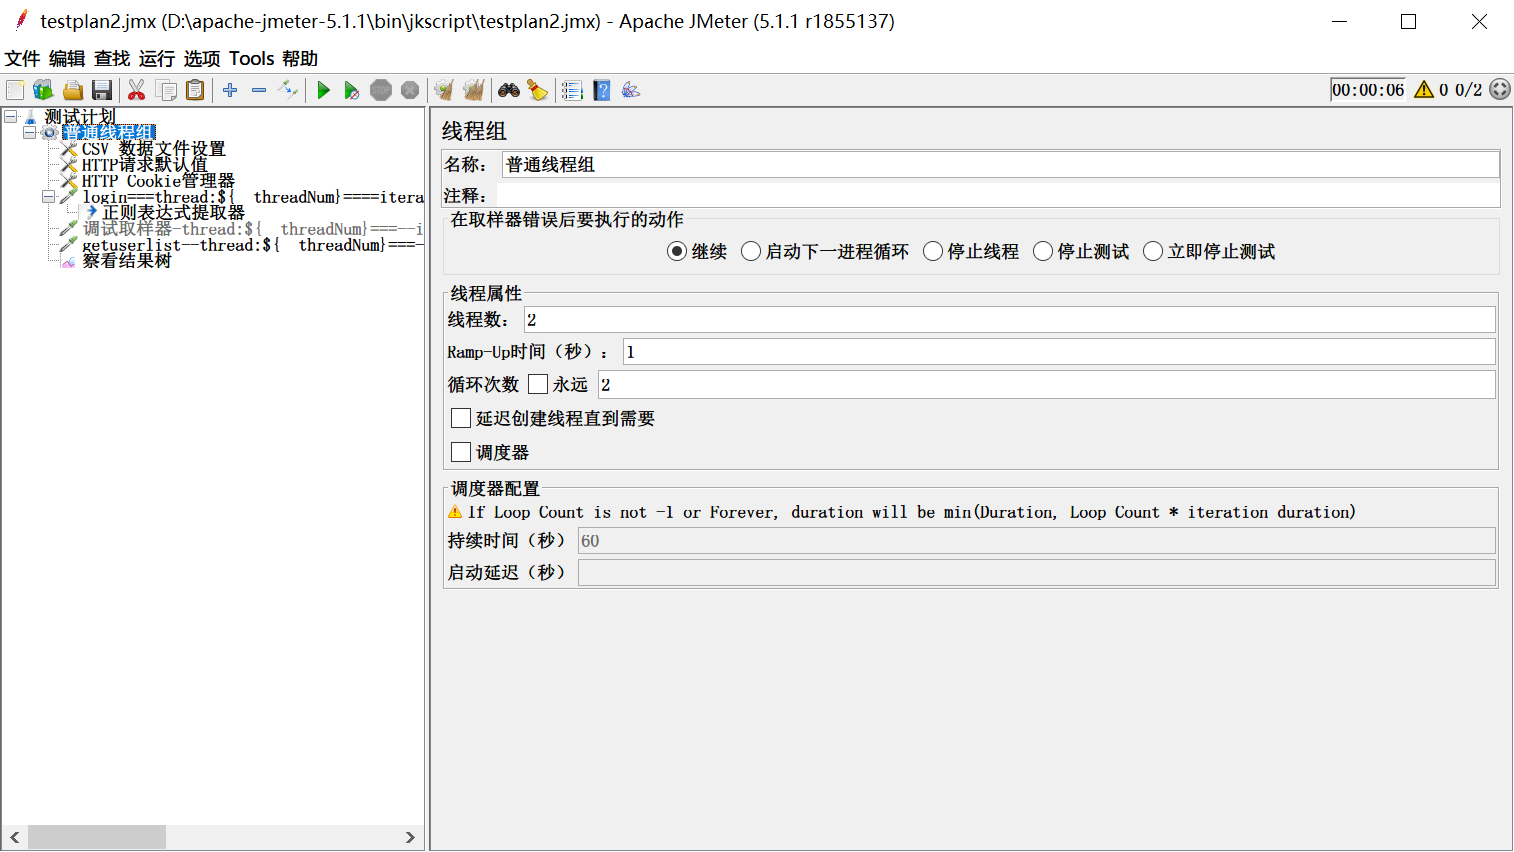 testplan2.jmx (D:\apache-jmeter-5.1.1\bin\jkscript\testplan2.jmx) - Apache JMeter (5.1.1 r1855137)
文件 编辑 查找 运行 选项 Tools 帮助
STOP
00:00:06 0 0/2
测试计划
普通线程组
CSV 数据文件设置
HTTP请求默认值
HTTP Cookie管理器
login===thread:${__threadNum}====itera
正则表达式提取器
调试取样器-thread:${__threadNum}===--i
getuserlist--thread:${__threadNum}===-
察看结果树
线程组
名称： 普通线程组
注释：
在取样器错误后要执行的动作
继续 启动下一进程循环 停止线程 停止测试 立即停止测试
线程属性
线程数： 2
Ramp-Up时间（秒）： 1
循环次数 永远 2
延迟创建线程直到需要
调度器
调度器配置
If Loop Count is not -1 or Forever, duration will be min(Duration, Loop Count * iteration duration)
持续时间（秒） 60
启动延迟（秒）